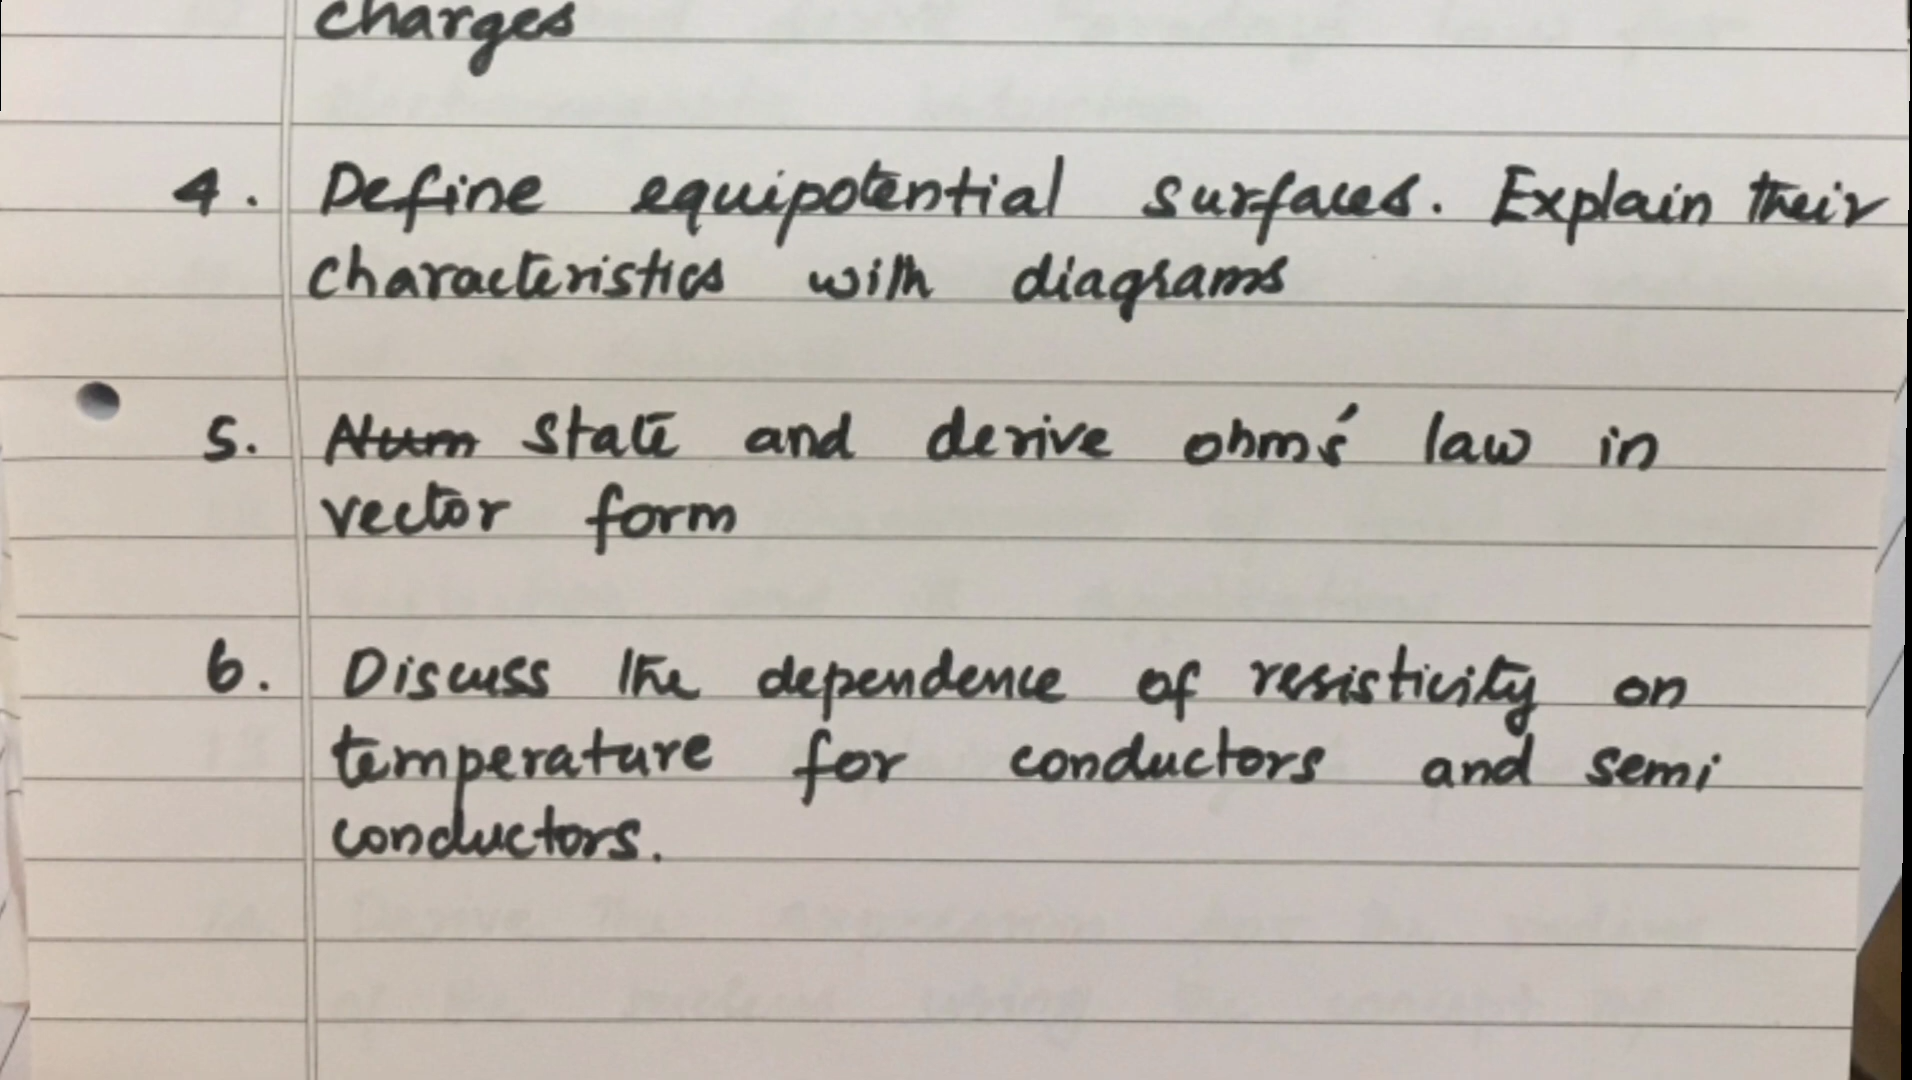 charges
4. Define equipotential surfaces. Explain their
characteristics with diagrams
5. Num State and derive ohm's law in
vector form
6. Discuss the dependence of resistivity on
temperature for conductors and semi
conductors.